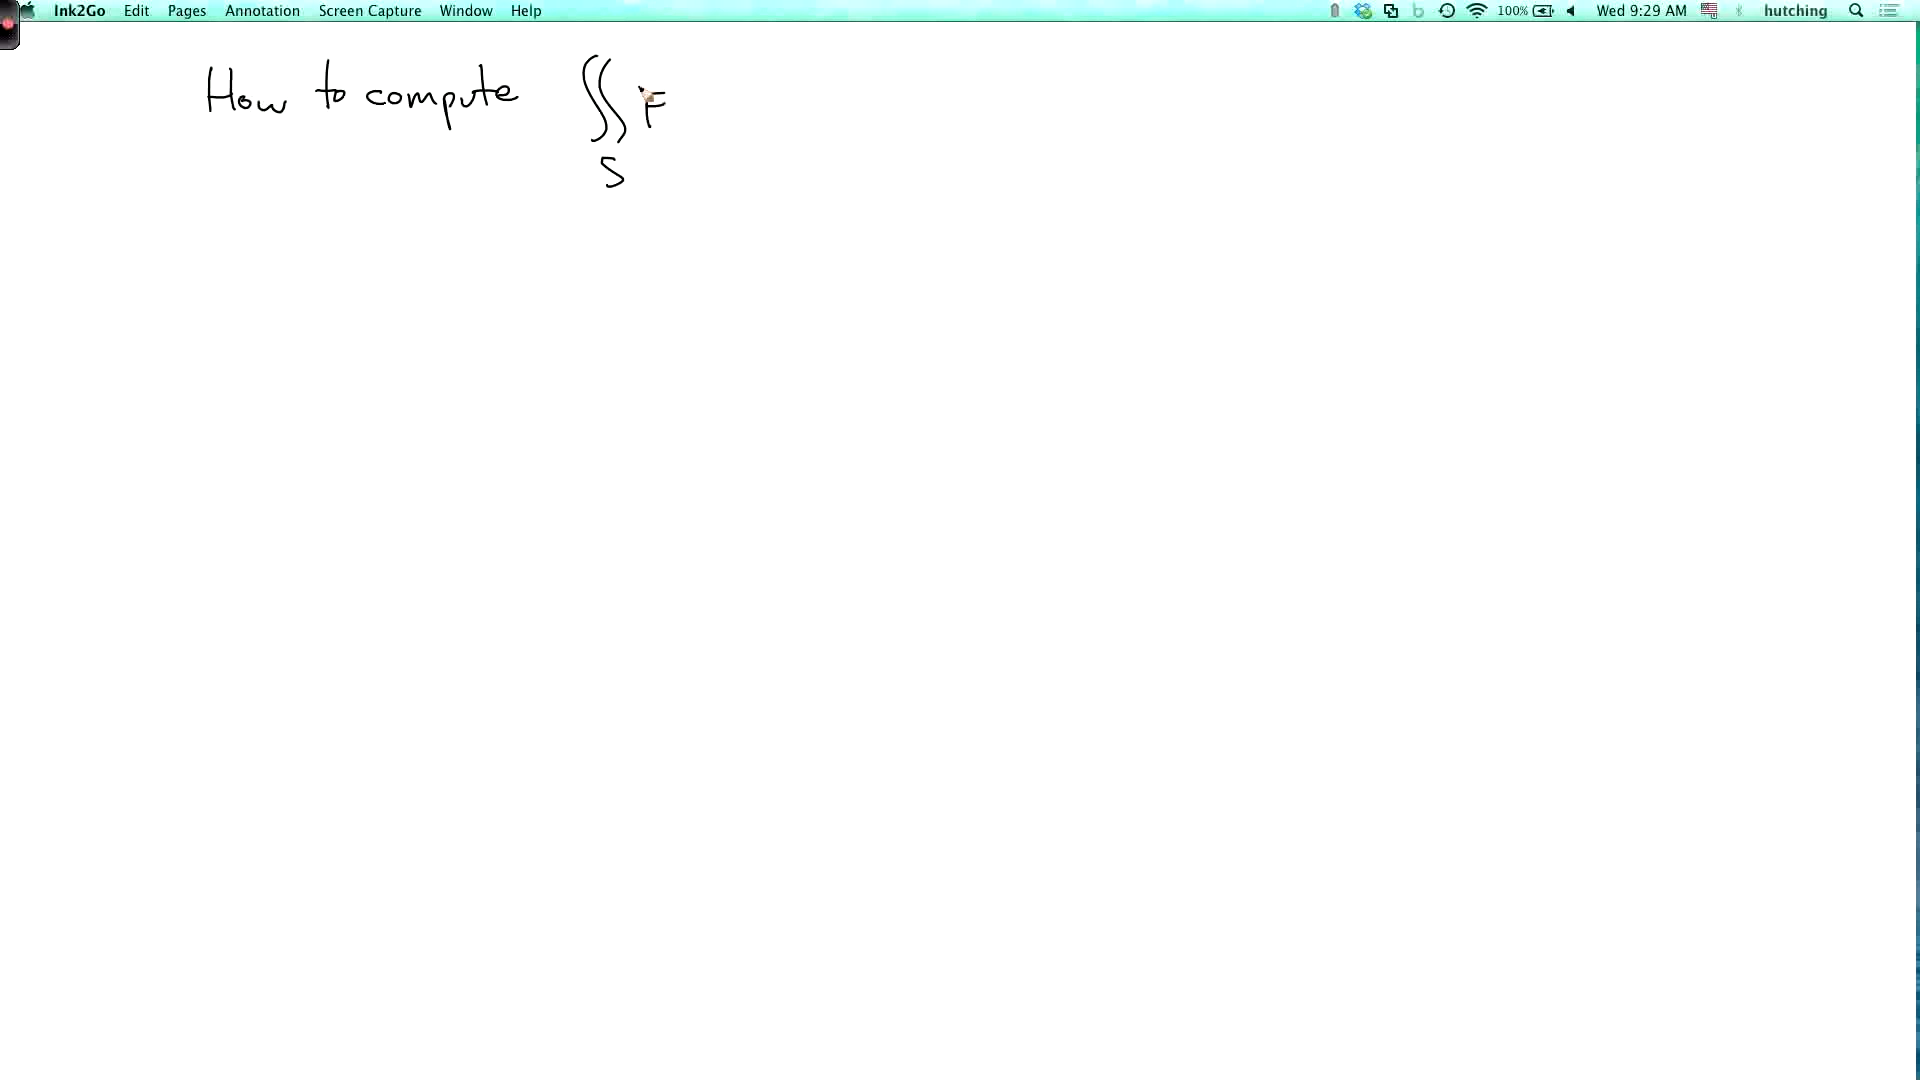 Ink2Go Edit Pages Annotation Screen Capture Window Help 100% Wed 9:29 AM hutching
How to compute ∬ F
S